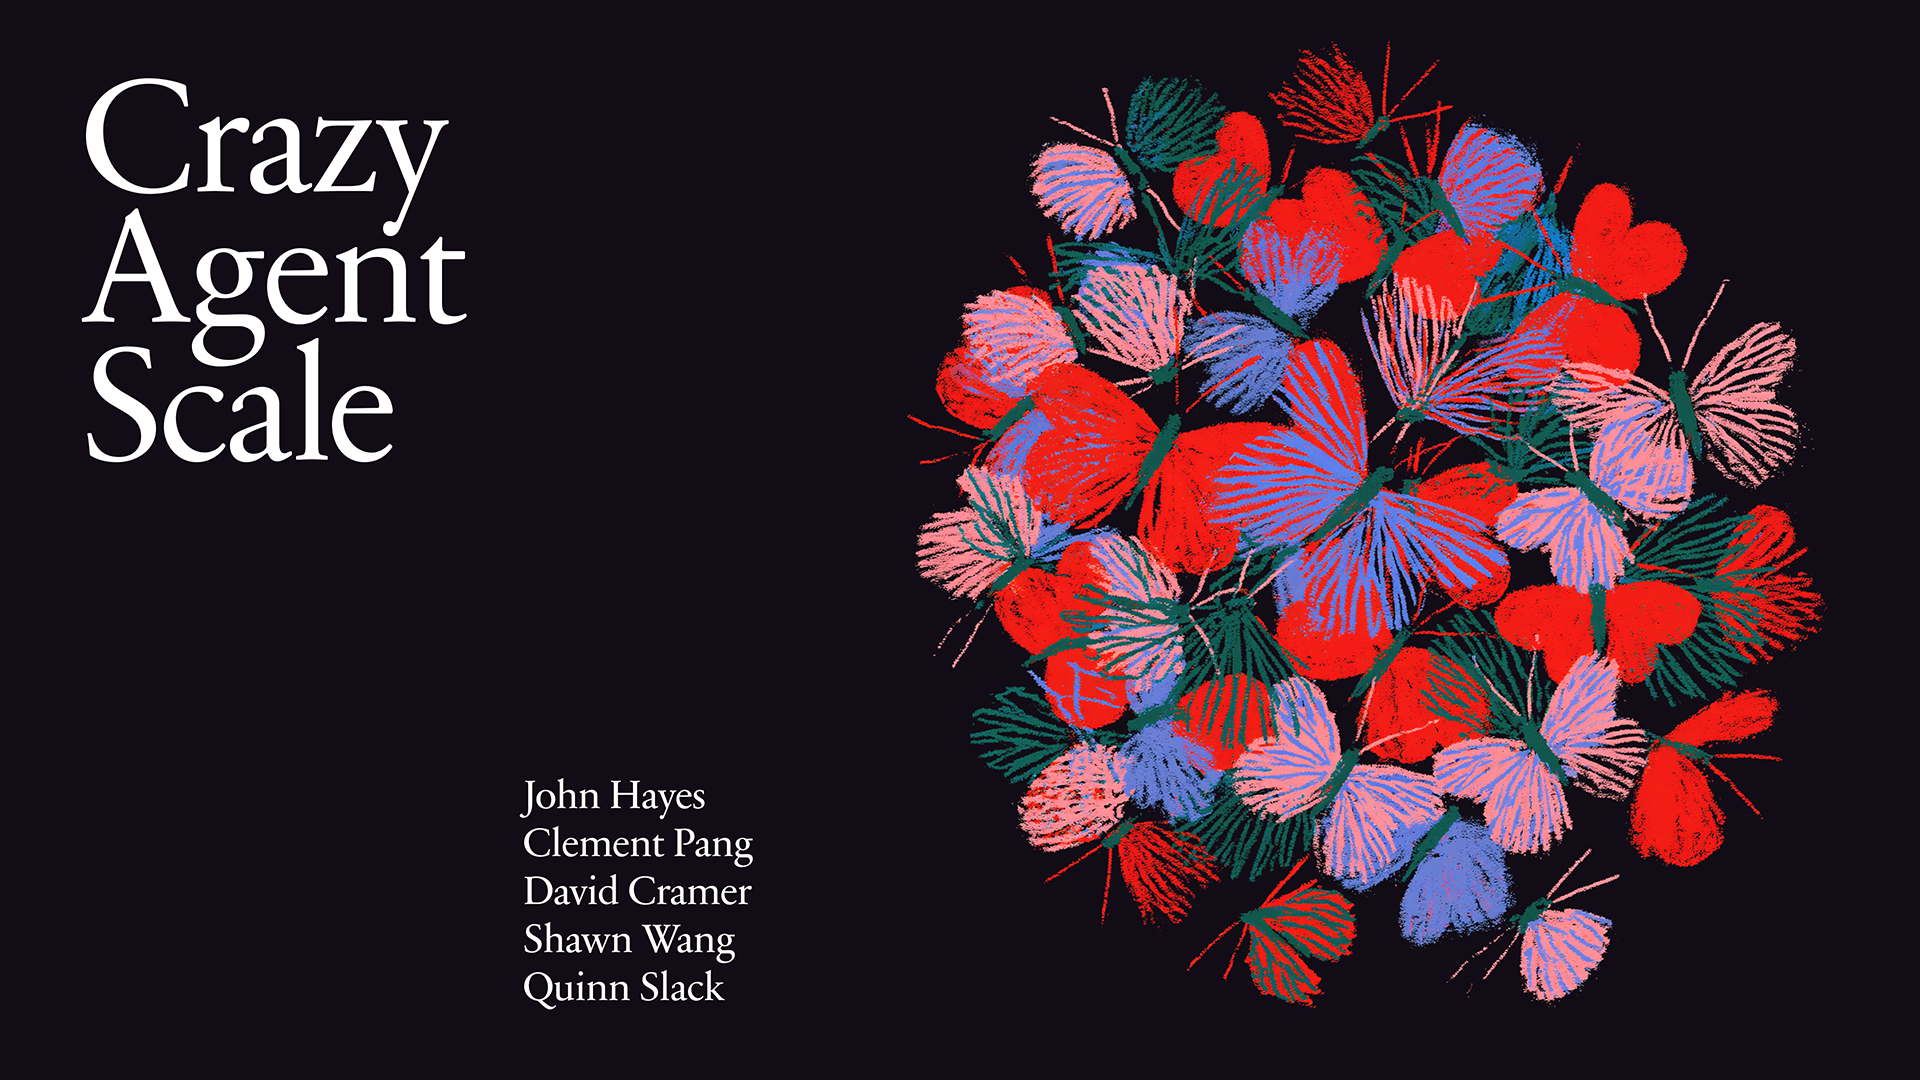 Crazy
Agent
Scale
John Hayes
Clement Pang
David Cramer
Shawn Wang
Quinn Slack